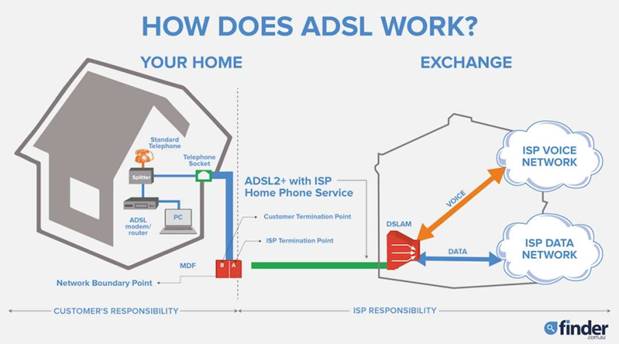 HOW DOES ADSL WORK?
YOUR HOME
EXCHANGE
Standard
Telephone
Telephone
Socket
Splitter
ADSL
modem/
router
PC
ADSL2+ with ISP
Home Phone Service
Customer Termination Point
ISP Termination Point
MDF
B A
Network Boundary Point
DSLAM
VOICE
DATA
ISP VOICE
NETWORK
ISP DATA
NETWORK
CUSTOMER'S RESPONSIBILITY
ISP RESPONSIBILITY
finder
.com.au